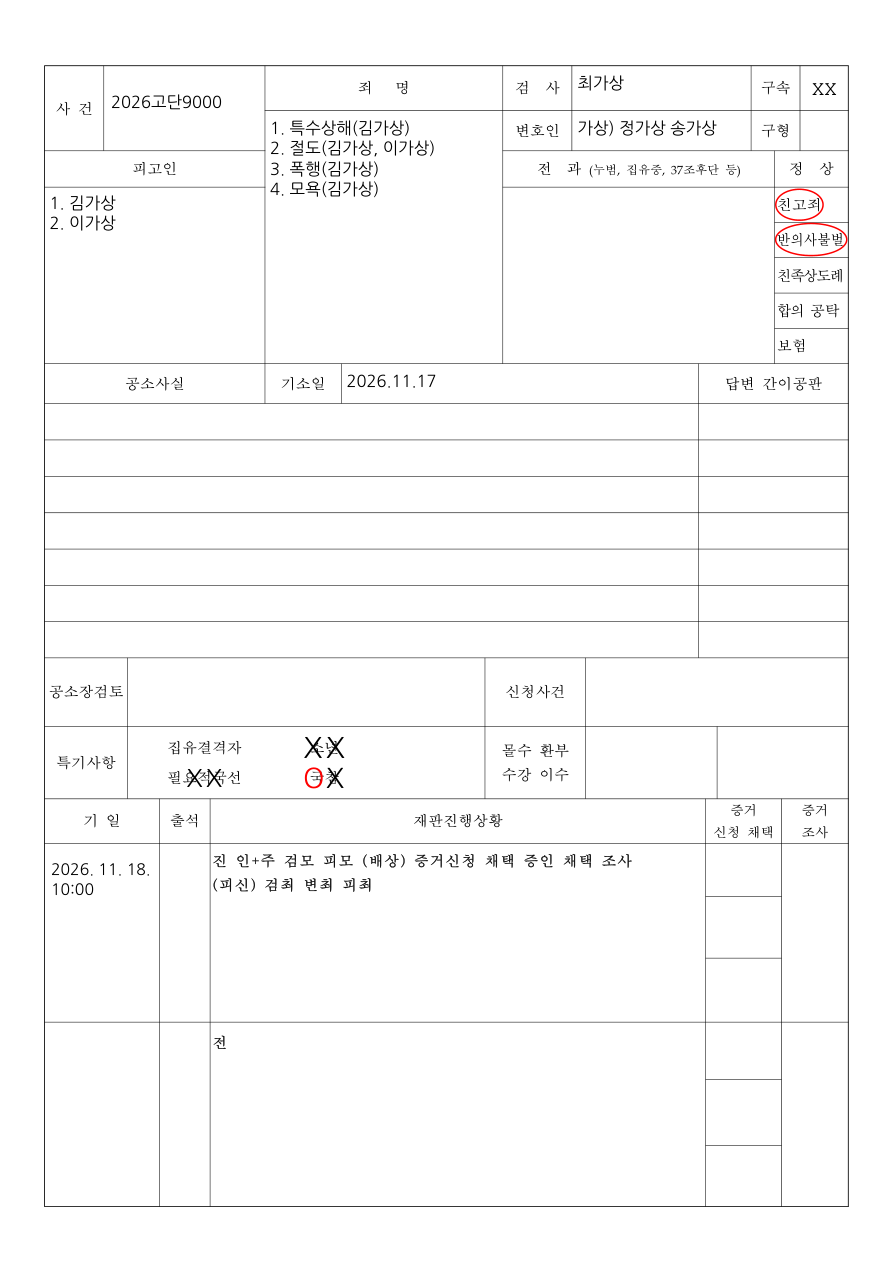 사 건 2026고단9000 죄 명 검 사 최가상 구속 XX
변호인 가상) 정가상 송가상 구형
1. 특수상해(김가상)
2. 절도(김가상, 이가상)
3. 폭행(김가상)
4. 모욕(김가상)
피고인 전 과 (누범, 집유중, 37조후단 등) 정 상
1. 김가상
2. 이가상
친고죄
반의사불벌
친족상도례
합의 공탁
보험
공소사실 기소일 2026.11.17 답변 간이공판
공소장검토 신청사건
특기사항 집유결격자 소년 XX 몰수 환부
필요적국선 XX 국참 OX 수강 이수
기 일 출석 재판진행상황 증거 신청 채택 증거 조사
2026. 11. 18.
10:00
진 인+주 검모 피모 (배상) 증거신청 채택 증인 채택 조사
(피신) 검최 변최 피최
전